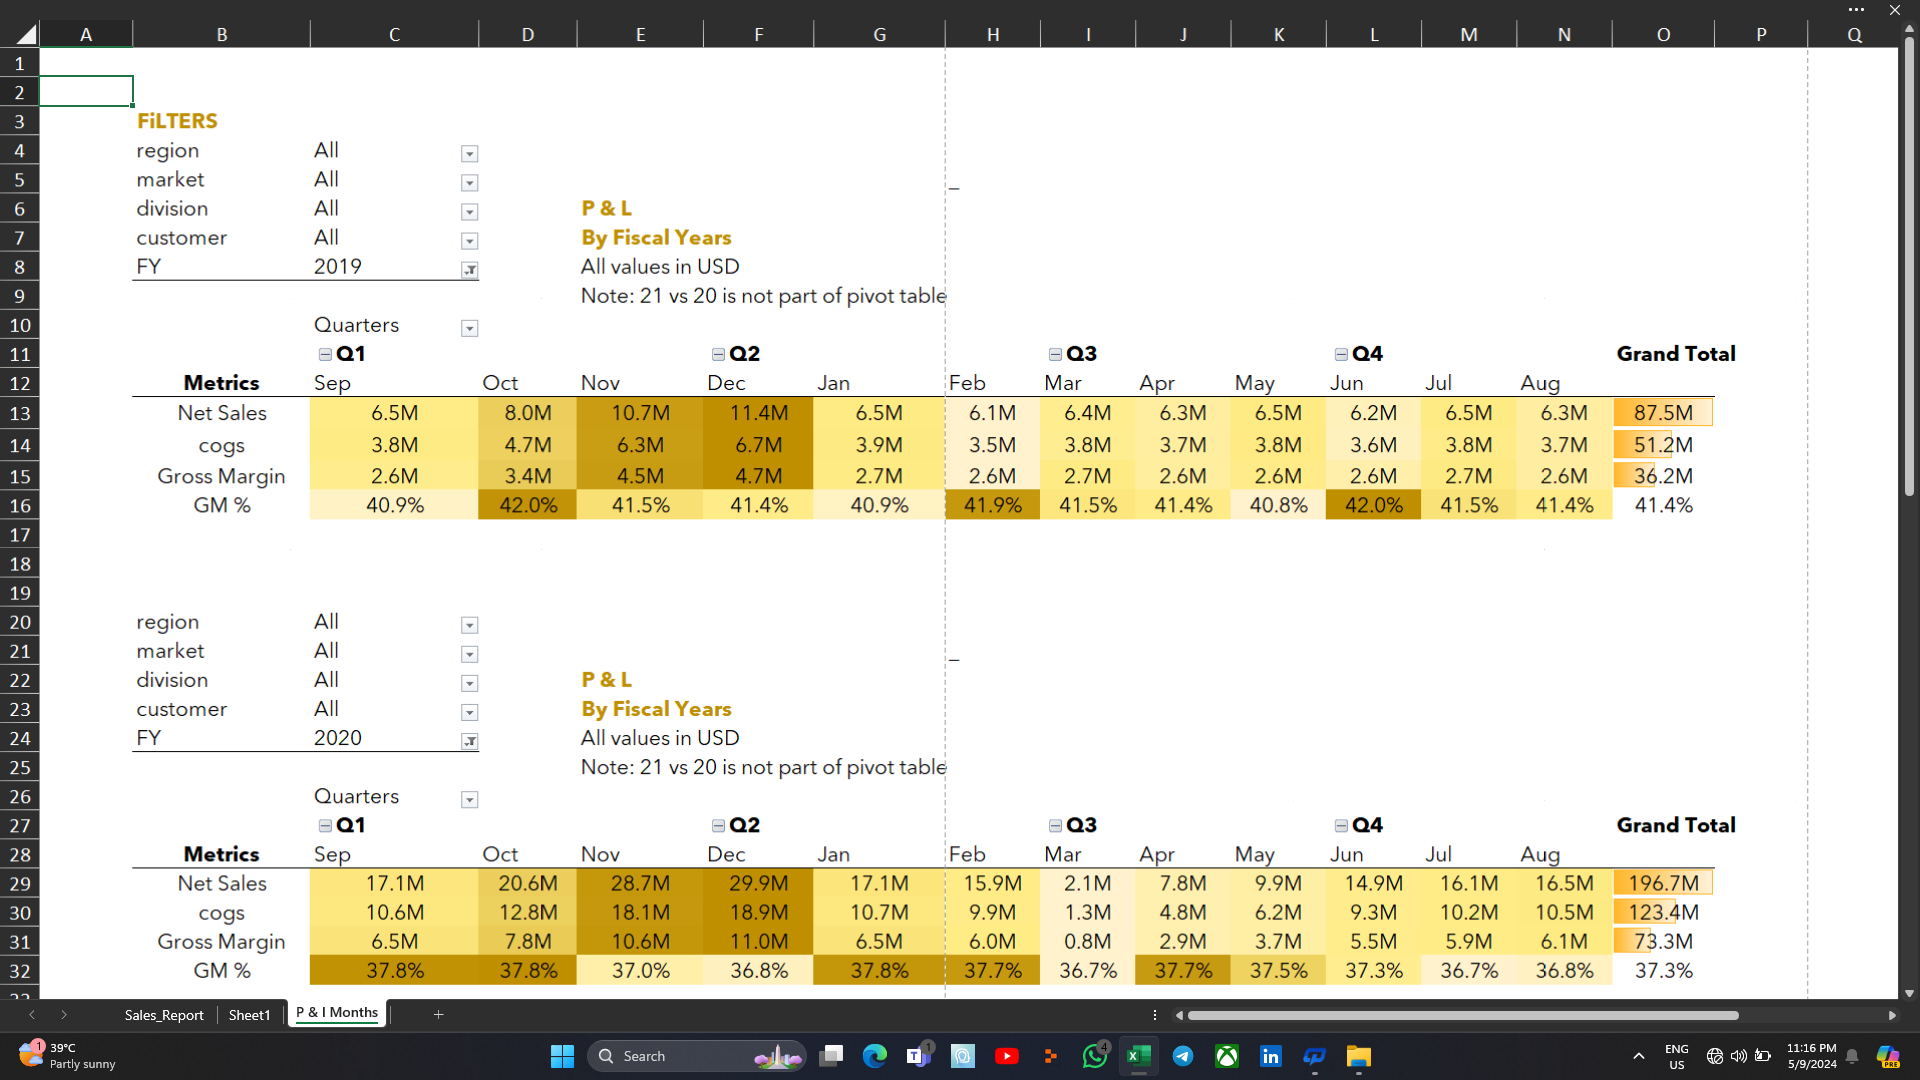 A B C D E F G H I J K L M N O P Q
1
2
3 FiLTERS
4 region All
5 market All
6 division All P & L
7 customer All By Fiscal Years
8 FY 2019 All values in USD
9 Note: 21 vs 20 is not part of pivot table
10 Quarters
11 Q1 Q2 Q3 Q4 Grand Total
12 Metrics Sep Oct Nov Dec Jan Feb Mar Apr May Jun Jul Aug
13 Net Sales 6.5M 8.0M 10.7M 11.4M 6.5M 6.1M 6.4M 6.3M 6.5M 6.2M 6.5M 6.3M 87.5M
14 cogs 3.8M 4.7M 6.3M 6.7M 3.9M 3.5M 3.8M 3.7M 3.8M 3.6M 3.8M 3.7M 51.2M
15 Gross Margin 2.6M 3.4M 4.5M 4.7M 2.7M 2.6M 2.7M 2.6M 2.6M 2.6M 2.7M 2.6M 36.2M
16 GM % 40.9% 42.0% 41.5% 41.4% 40.9% 41.9% 41.5% 41.4% 40.8% 42.0% 41.5% 41.4% 41.4%
17
18
19
20 region All
21 market All
22 division All P & L
23 customer All By Fiscal Years
24 FY 2020 All values in USD
25 Note: 21 vs 20 is not part of pivot table
26 Quarters
27 Q1 Q2 Q3 Q4 Grand Total
28 Metrics Sep Oct Nov Dec Jan Feb Mar Apr May Jun Jul Aug
29 Net Sales 17.1M 20.6M 28.7M 29.9M 17.1M 15.9M 2.1M 7.8M 9.9M 14.9M 16.1M 16.5M 196.7M
30 cogs 10.6M 12.8M 18.1M 18.9M 10.7M 9.9M 1.3M 4.8M 6.2M 9.3M 10.2M 10.5M 123.4M
31 Gross Margin 6.5M 7.8M 10.6M 11.0M 6.5M 6.0M 0.8M 2.9M 3.7M 5.5M 5.9M 6.1M 73.3M
32 GM % 37.8% 37.8% 37.0% 36.8% 37.8% 37.7% 36.7% 37.7% 37.5% 37.3% 36.7% 36.8% 37.3%
Sales_Report Sheet1 P & l Months
1 39°C Search 1 4 ENG 11:16 PM
Partly sunny US 5/9/2024